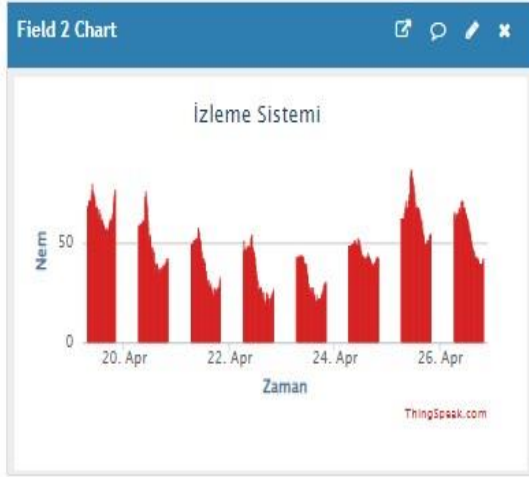 Field 2 Chart
İzleme Sistemi
Nem
50
0
20. Apr 22. Apr 24. Apr 26. Apr
Zaman
ThingSpeak.com